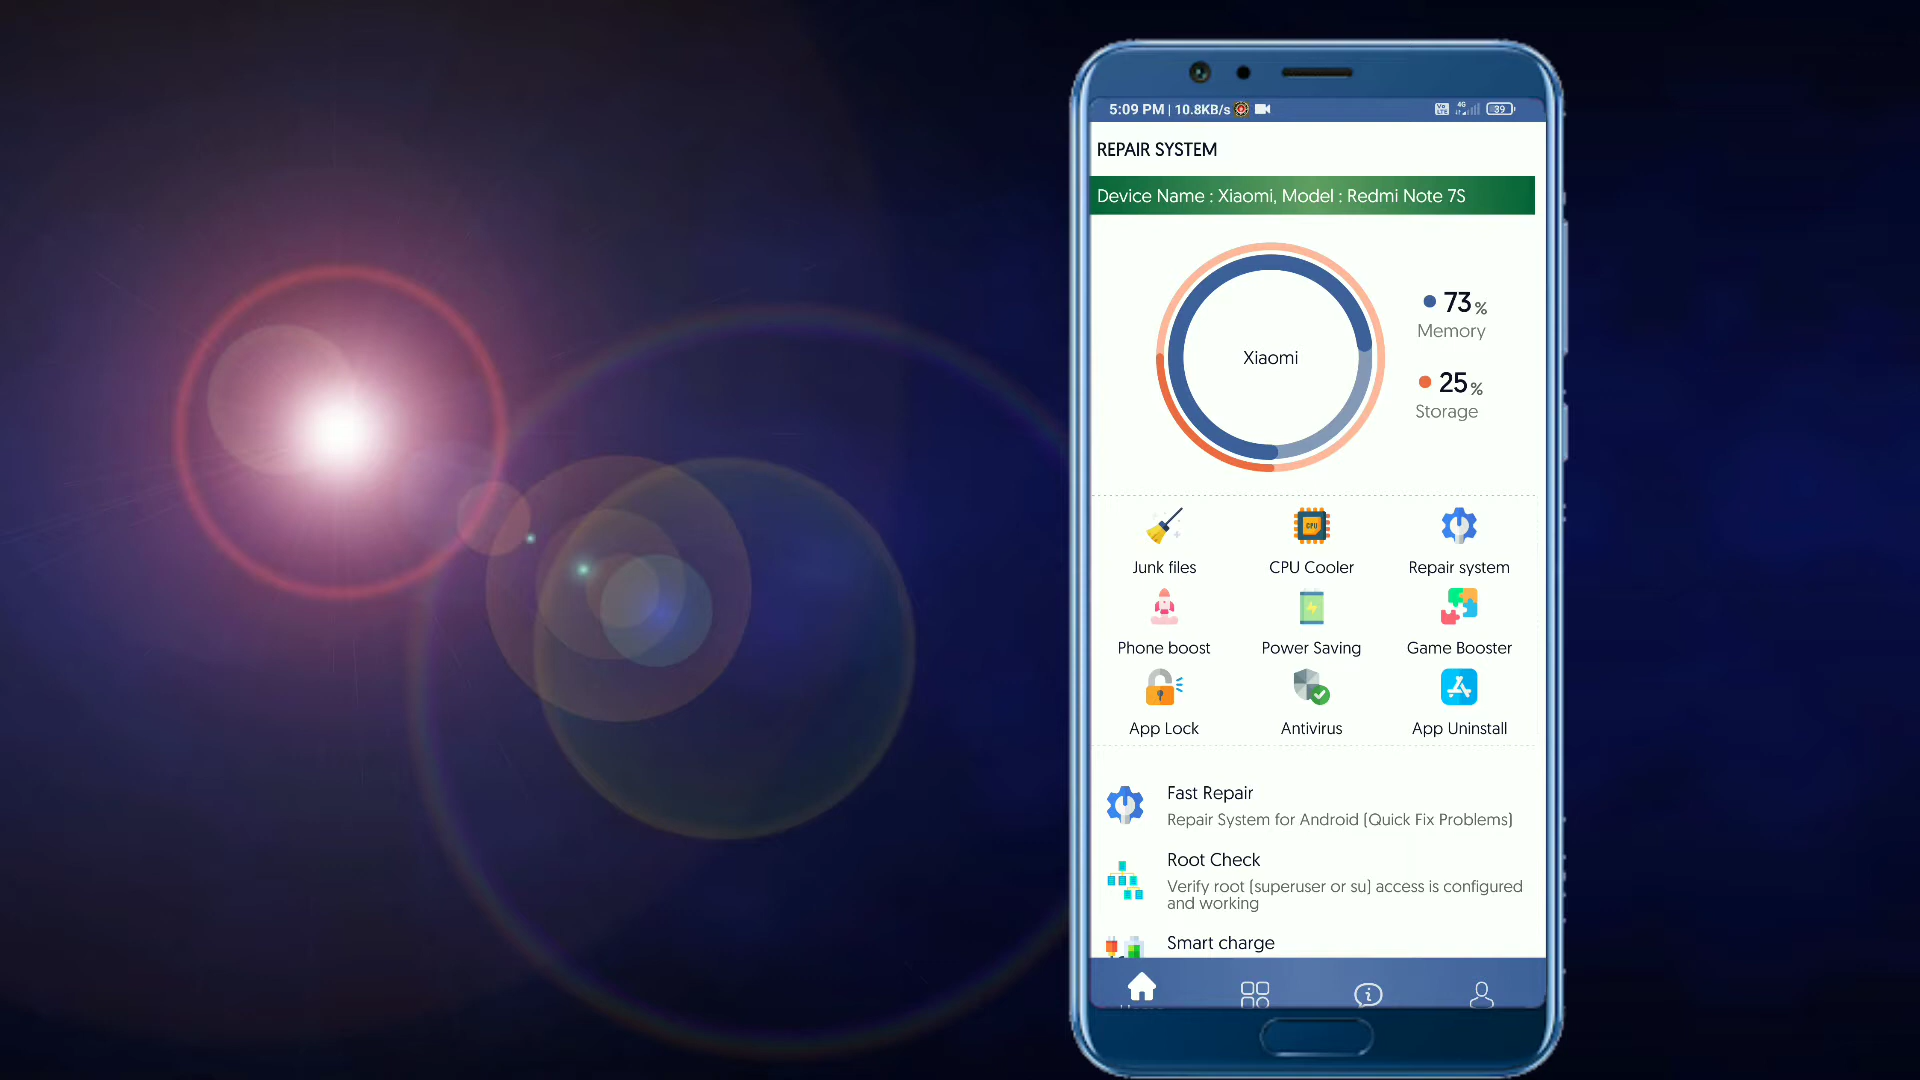 5:09 PM | 10.8KB/s
4G
39
REPAIR SYSTEM
Device Name : Xiaomi, Model : Redmi Note 7S
73%
Memory
Xiaomi
25%
Storage
CPU
Junk files
CPU Cooler
Repair system
Phone boost
Power Saving
Game Booster
App Lock
Antivirus
App Uninstall
Fast Repair
Repair System for Android (Quick Fix Problems)
Root Check
Verify root (superuser or su) access is configured
and working
Smart charge